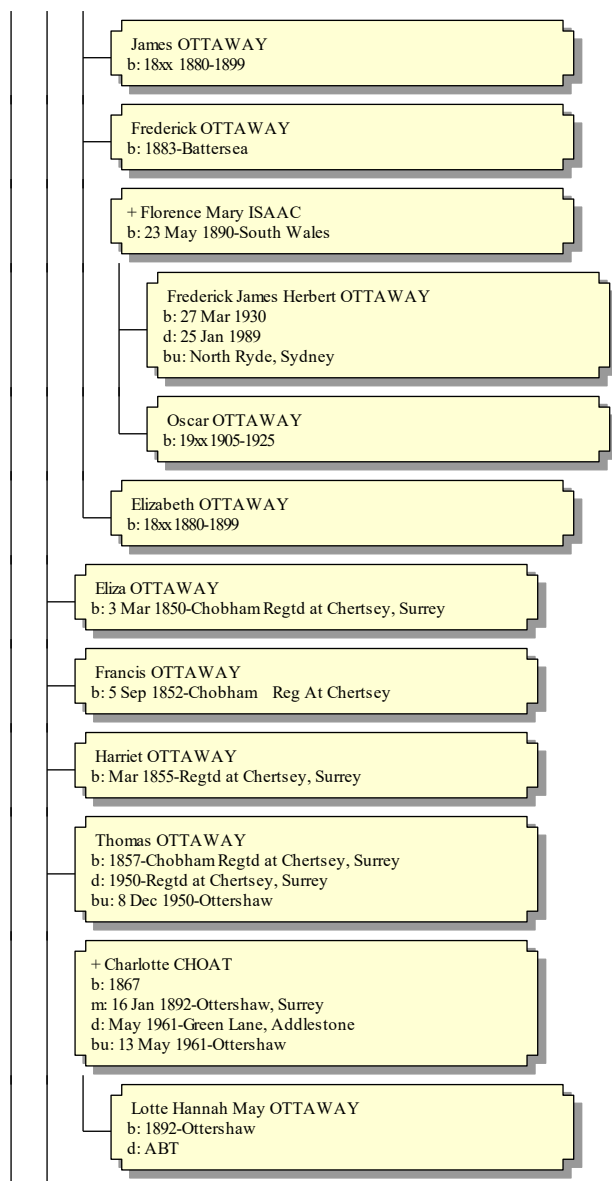 James OTTAWAY
b: 18xx 1880-1899
Frederick OTTAWAY
b: 1883-Battersea
+ Florence Mary ISAAC
b: 23 May 1890-South Wales
Frederick James Herbert OTTAWAY
b: 27 Mar 1930
d: 25 Jan 1989
bu: North Ryde, Sydney
Oscar OTTAWAY
b: 19xx 1905-1925
Elizabeth OTTAWAY
b: 18xx 1880-1899
Eliza OTTAWAY
b: 3 Mar 1850-Chobham Regtd at Chertsey, Surrey
Francis OTTAWAY
b: 5 Sep 1852-Chobham Reg At Chertsey
Harriet OTTAWAY
b: Mar 1855-Regtd at Chertsey, Surrey
Thomas OTTAWAY
b: 1857-Chobham Regtd at Chertsey, Surrey
d: 1950-Regtd at Chertsey, Surrey
bu: 8 Dec 1950-Ottershaw
+ Charlotte CHOAT
b: 1867
m: 16 Jan 1892-Ottershaw, Surrey
d: May 1961-Green Lane, Addlestone
bu: 13 May 1961-Ottershaw
Lotte Hannah May OTTAWAY
b: 1892-Ottershaw
d: ABT